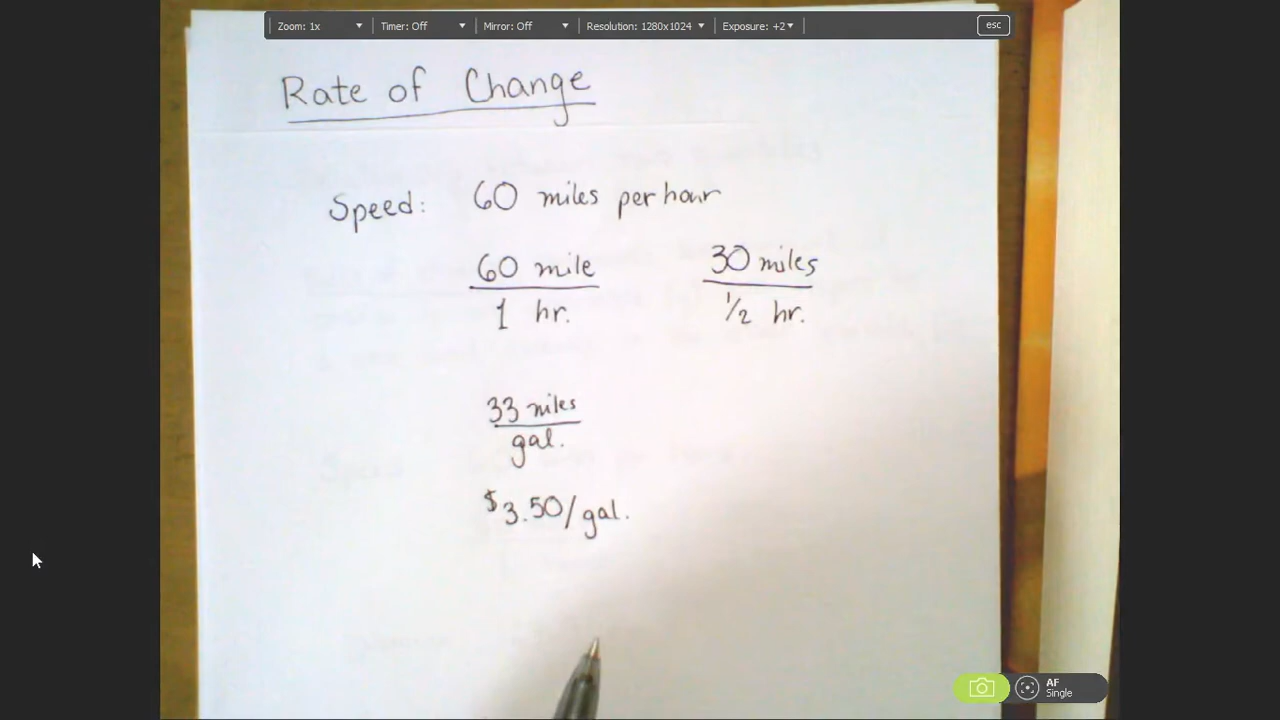 Zoom: 1x Timer: Off Mirror: Off Resolution: 1280x1024 Exposure: +2 esc
Rate of Change
Speed: 60 miles per hour
60 mile
1 hr.
30 miles
1/2 hr.
33 miles
gal.
$3.50/gal.
AF
Single